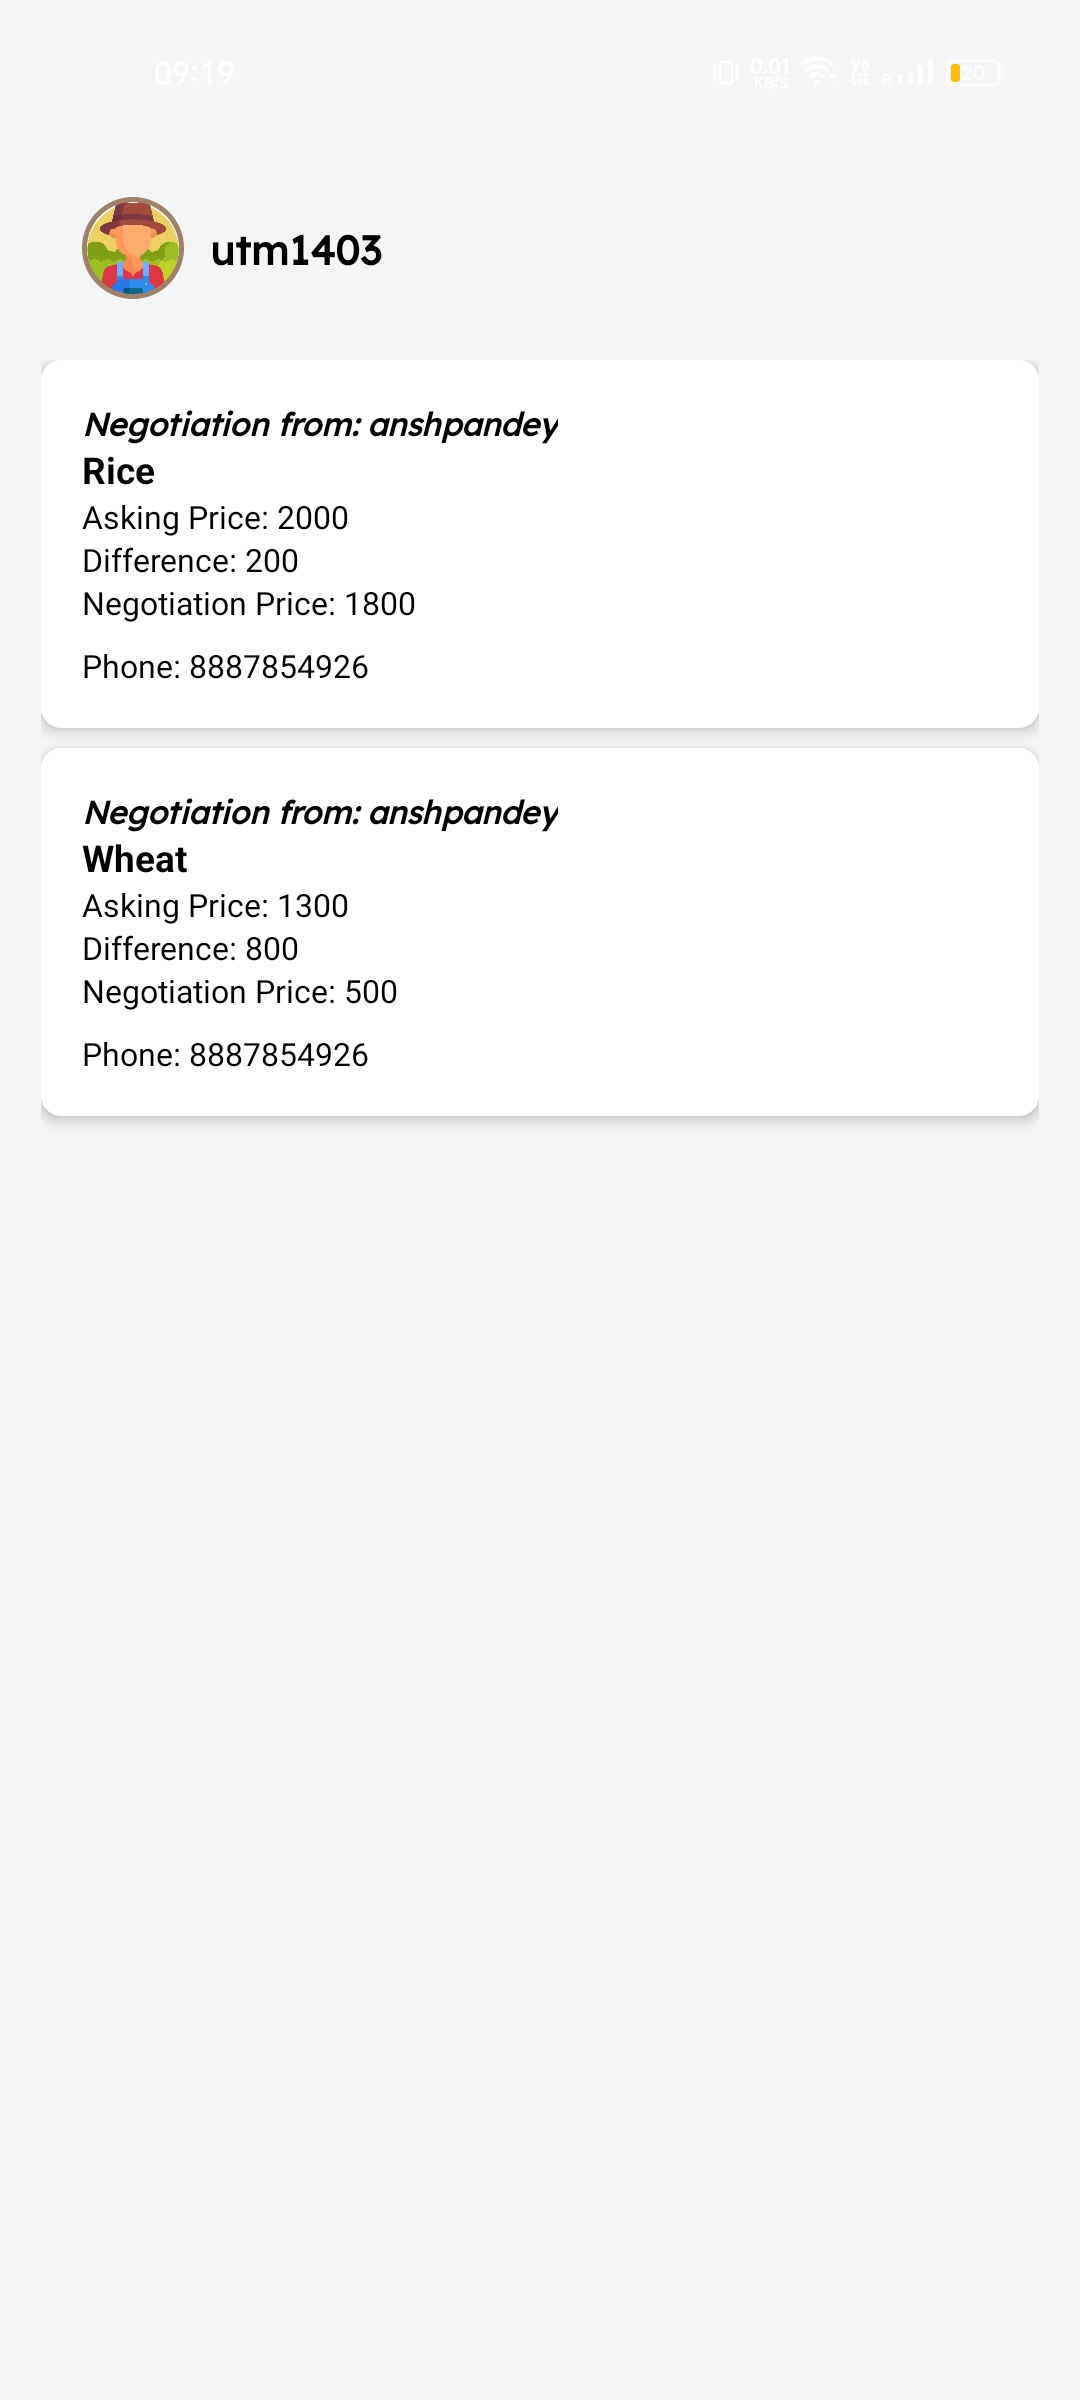 09:19
0.01
KB/S
Vo
LTE
R
20
utm1403
Negotiation from: anshpandey
Rice
Asking Price: 2000
Difference: 200
Negotiation Price: 1800
Phone: 8887854926
Negotiation from: anshpandey
Wheat
Asking Price: 1300
Difference: 800
Negotiation Price: 500
Phone: 8887854926